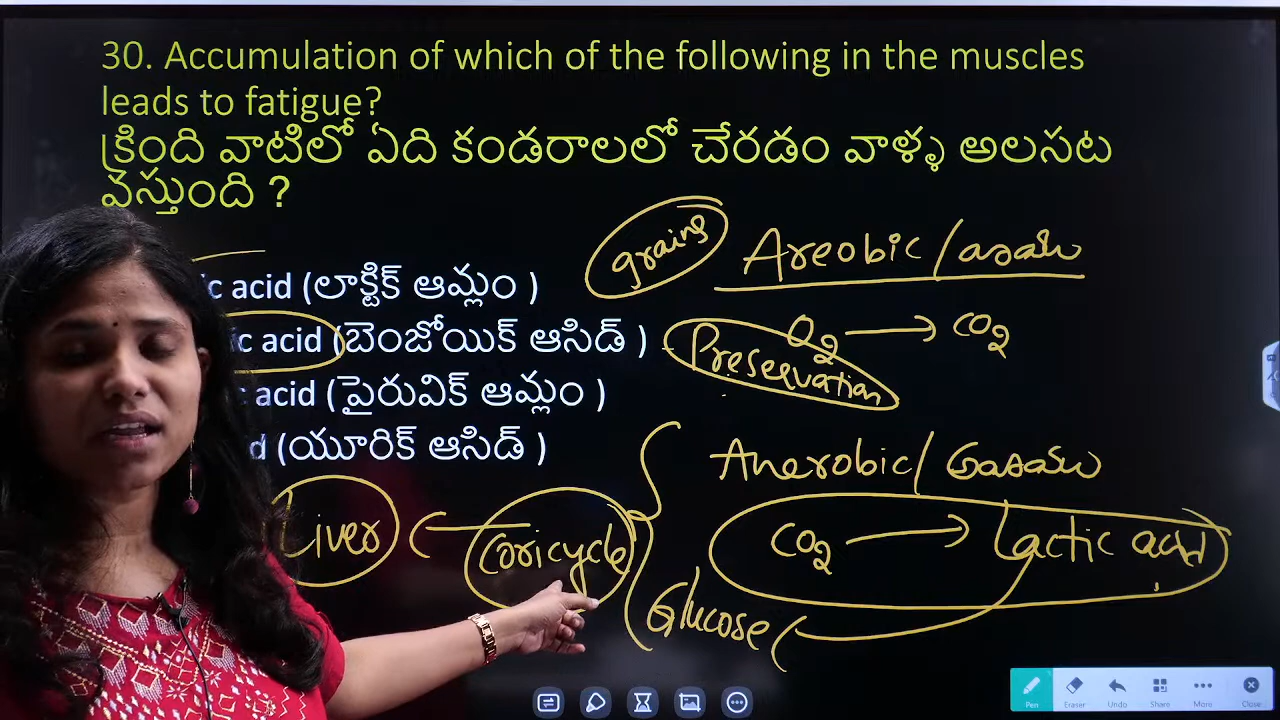 30. Accumulation of which of the following in the muscles
leads to fatigue?
క్రింది వాటిలో ఏది కండరాలలో చేరడం వాళ్ళ అలసట
వస్తుంది ?
grains
Areobic /
c acid (లాక్టిక్ ఆమ్లం )
ic acid (బెంజోయిక్ ఆసిడ్ )
O2 → CO2
Preservation
c acid (పైరువిక్ ఆమ్లం )
d (యూరిక్ ఆసిడ్ )
Anerobic/
Liver
Coricycle
CO2 → Lactic acid
Glucose
Pen Eraser Undo Share More Close